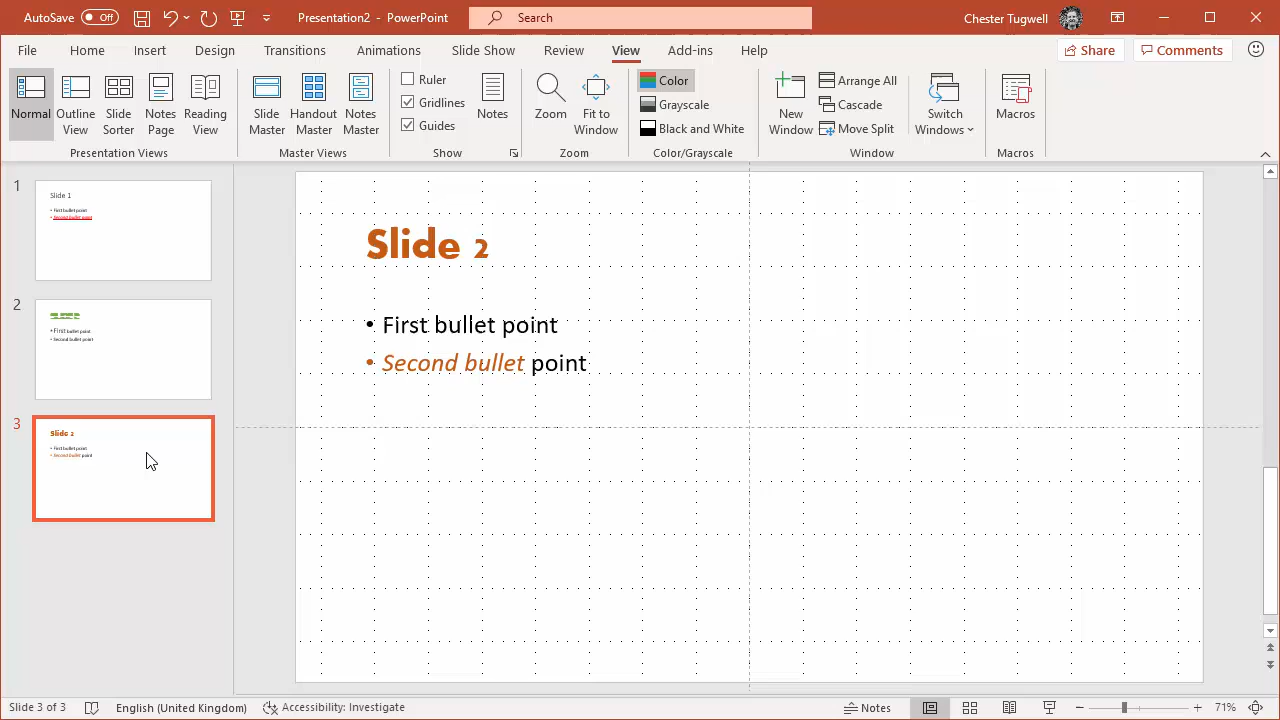 AutoSave Off Presentation2 - PowerPoint Search Chester Tugwell
File Home Insert Design Transitions Animations Slide Show Review View Add-ins Help Share Comments
Normal
Outline View
Slide Sorter
Notes Page
Reading View
Presentation Views
Slide Master
Handout Master
Notes Master
Master Views
Ruler
Gridlines
Guides
Notes
Show
Zoom
Fit to Window
Zoom
Color
Grayscale
Black and White
Color/Grayscale
New Window
Arrange All
Cascade
Move Split
Switch Windows
Window
Macros
Macros
1
Slide 1
• First bullet point
• Second bullet point
2
• First bullet point
• Second bullet point
3
Slide 2
• First bullet point
• Second bullet point
Slide 2
• First bullet point
• Second bullet point
Slide 3 of 3 English (United Kingdom) Accessibility: Investigate Notes 71%